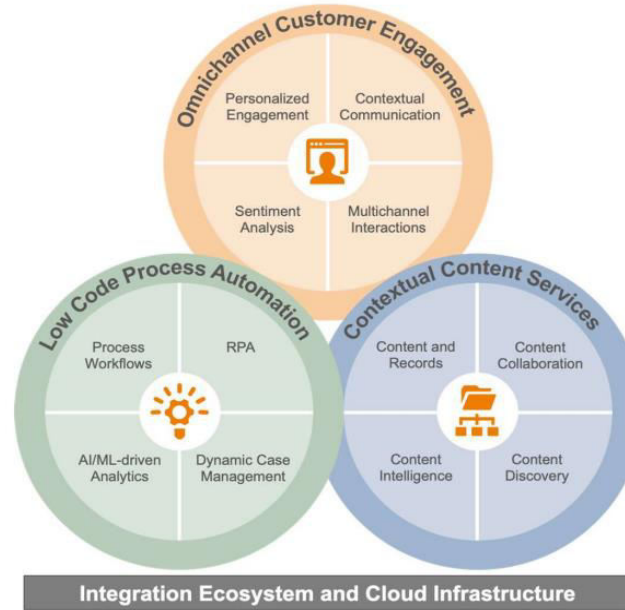 Omnichannel Customer Engagement
Personalized
Engagement
Contextual
Communication
Sentiment
Analysis
Multichannel
Interactions
Low Code Process Automation
Process
Workflows
RPA
AI/ML-driven
Analytics
Dynamic Case
Management
Contextual Content Services
Content and
Records
Content
Collaboration
Content
Intelligence
Content
Discovery
Integration Ecosystem and Cloud Infrastructure